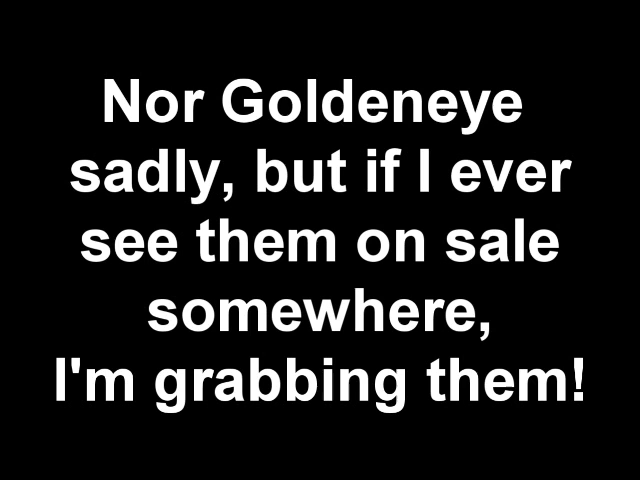 Nor Goldeneye
sadly, but if I ever
see them on sale
somewhere,
I'm grabbing them!